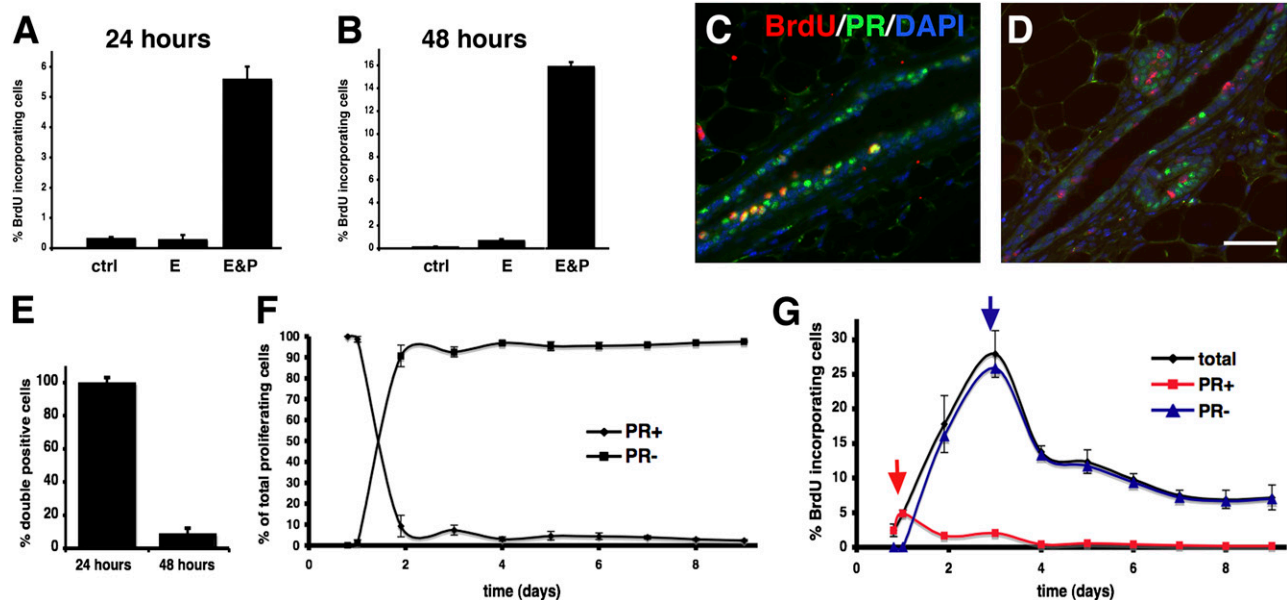 A
24 hours
% BrdU incorporating cells
6
5
4
3
2
1
0
ctrl E E&P
B
48 hours
% BrdU incorporating cells
16
14
12
10
8
6
4
2
0
ctrl E E&P
C
BrdU/PR/DAPI
D
E
% double positive cells
100
80
60
40
20
0
24 hours 48 hours
F
% of total proliferating cells
100
90
80
70
60
50
40
30
20
10
0
PR+
PR-
0 2 4 6 8
time (days)
G
% BrdU incorporating cells
30
25
20
15
10
5
0
total
PR+
PR-
0 2 4 6 8
time (days)